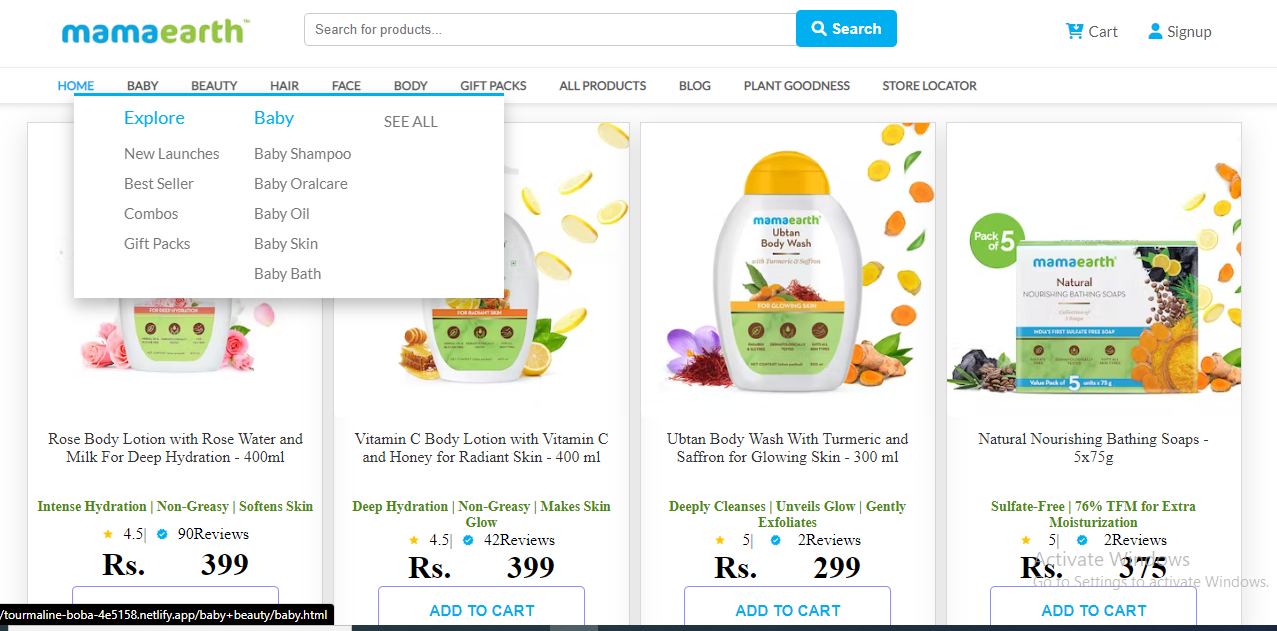 mamaearth™
Search for products...
Search
Cart
Signup
HOME BABY BEAUTY HAIR FACE BODY GIFT PACKS ALL PRODUCTS BLOG PLANT GOODNESS STORE LOCATOR
Explore
New Launches
Best Seller
Combos
Gift Packs
Baby
Baby Shampoo
Baby Oralcare
Baby Oil
Baby Skin
Baby Bath
SEE ALL
FOR DEEP HYDRATION
Rose Body Lotion with Rose Water and
Milk For Deep Hydration - 400ml
Intense Hydration | Non-Greasy | Softens Skin
4.5| 90Reviews
Rs. 399
FOR RADIANT SKIN
Vitamin C Body Lotion with Vitamin C
and Honey for Radiant Skin - 400 ml
Deep Hydration | Non-Greasy | Makes Skin
Glow
4.5| 42Reviews
Rs. 399
ADD TO CART
mamaearth
Ubtan
Body Wash
with Turmeric & Saffron
FOR GLOWING SKIN
Ubtan Body Wash With Turmeric and
Saffron for Glowing Skin - 300 ml
Deeply Cleanses | Unveils Glow | Gently
Exfoliates
5| 2Reviews
Rs. 299
ADD TO CART
Pack
of 5
mamaearth
Natural
NOURISHING BATHING SOAPS
Collection of
5 Soaps
INDIA'S FIRST SULFATE FREE SOAP
Value Pack of 5 units x 75 g
Natural Nourishing Bathing Soaps -
5x75g
Sulfate-Free | 76% TFM for Extra
Moisturization
5| 2Reviews
Rs. 375
ADD TO CART
Activate Windows
Go to Settings to activate Windows.
/tourmaline-boba-4e5158.netlify.app/baby+beauty/baby.html